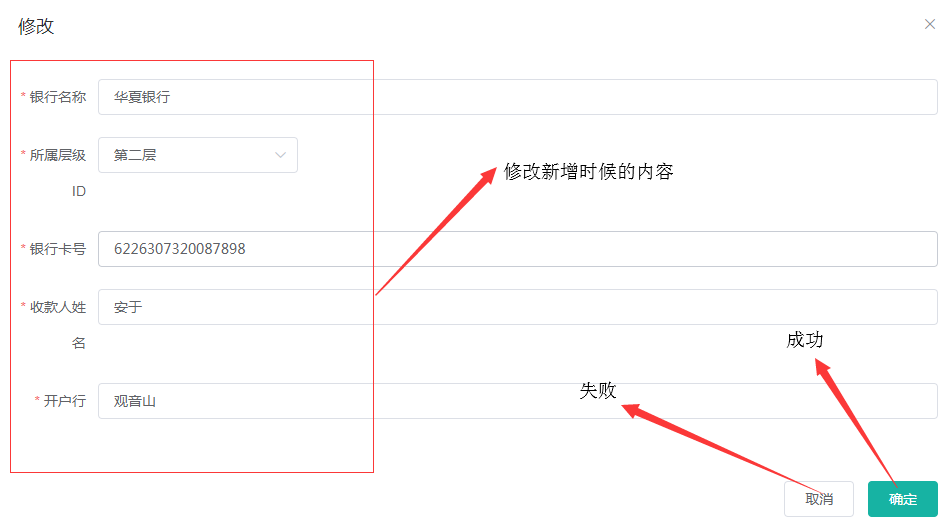 修改
* 银行名称 华夏银行
* 所属层级 第二层
ID
修改新增时候的内容
* 银行卡号 6226307320087898
* 收款人姓 安于
名
成功
失败
* 开户行 观音山
取消 确定